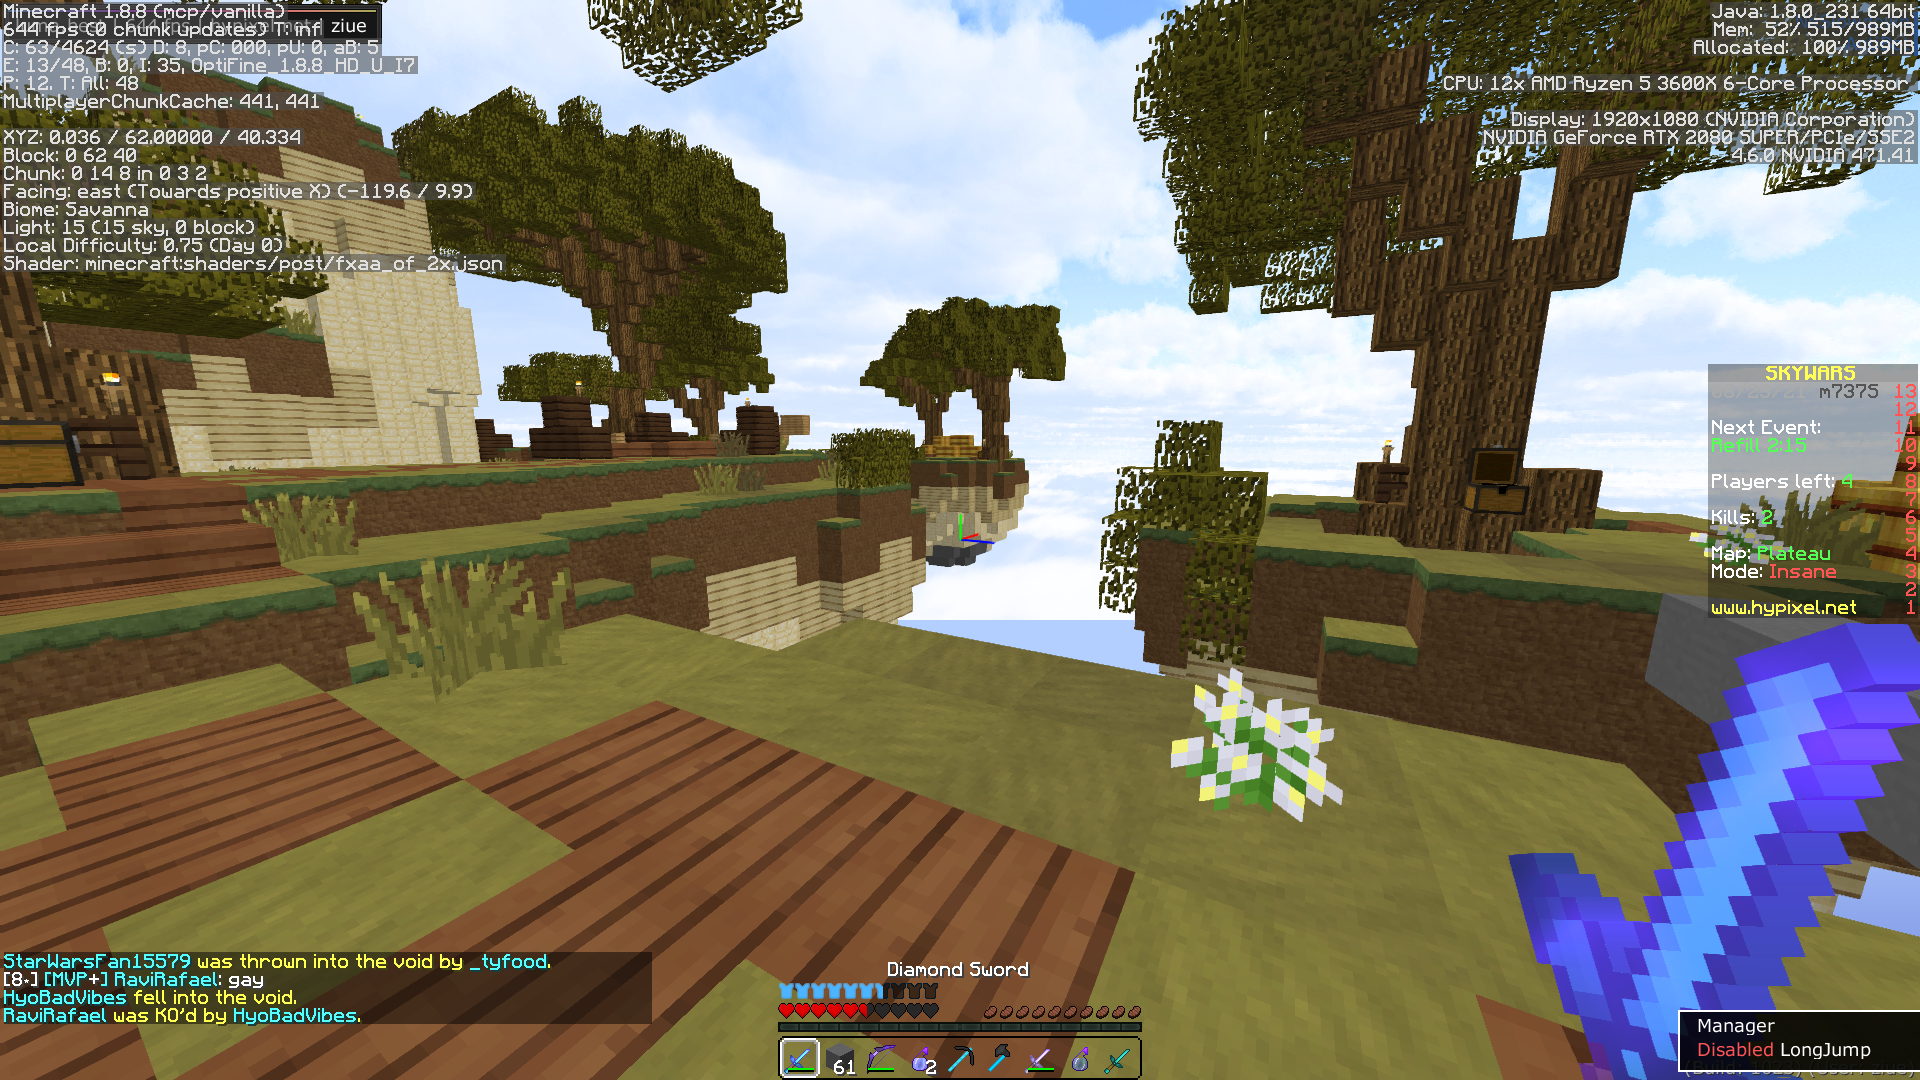 Minecraft 1.8.8 (mcp/vanilla)
644 fps (0 chunk updates) T: inf
ziue
C: 63/4624 (s) D: 8, pC: 000, pU: 0, aB: 5
E: 13/48, B: 0, I: 35, OptiFine_1.8.8_HD_U_I7
P: 12. T: All: 48
MultiplayerChunkCache: 441, 441
XYZ: 0.036 / 62.00000 / 40.334
Block: 0 62 40
Chunk: 0 14 8 in 0 3 2
Facing: east (Towards positive X) (-119.6 / 9.9)
Biome: Savanna
Light: 15 (15 sky, 0 block)
Local Difficulty: 0.75 (Day 0)
Shader: minecraft:shaders/post/fxaa_of_2x.json
Java: 1.8.0_231 64bit
Mem: 52% 515/989MB
Allocated: 100% 989MB
CPU: 12x AMD Ryzen 5 3600X 6-Core Processor
Display: 1920x1080 (NVIDIA Corporation)
NVIDIA GeForce RTX 2080 SUPER/PCIe/SSE2
4.6.0 NVIDIA 471.41
SKYWARS
m7375 13
12
Next Event: 11
Refill 2:15 10
9
Players left: 4 8
7
Kills: 2 6
5
Map: Plateau 4
Mode: Insane 3
2
www.hypixel.net 1
StarWarsFan15579 was thrown into the void by _tyfood.
[8⋆] [MVP+] RaviRafael: gay
HyoBadVibes fell into the void.
RaviRafael was KO'd by HyoBadVibes.
Diamond Sword
61
2
Manager
Disabled LongJump